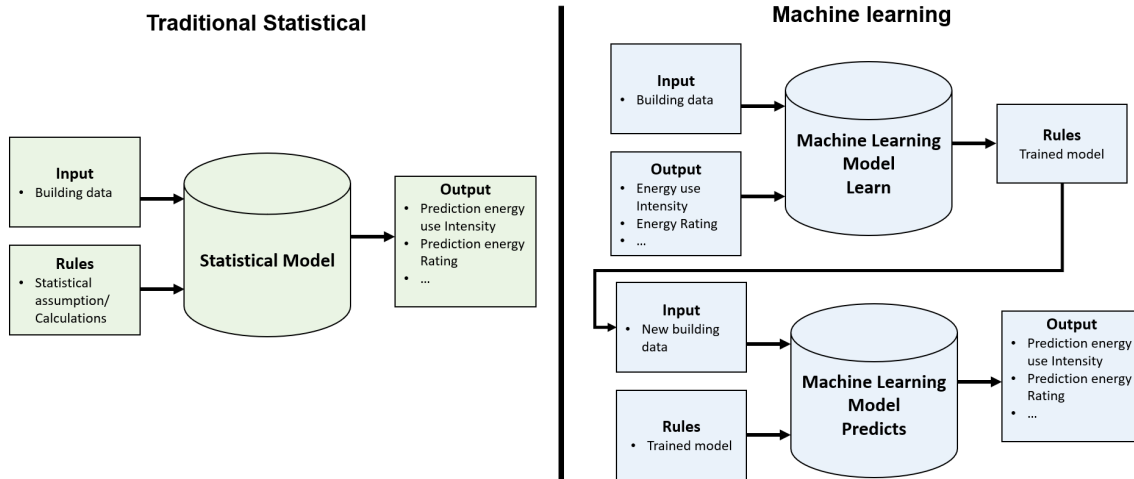 Traditional Statistical
Input
• Building data
Rules
• Statistical
assumption/
Calculations
Statistical Model
Output
• Prediction energy
use Intensity
• Prediction energy
Rating
• ...
Machine learning
Input
• Building data
Output
• Energy use
Intensity
• Energy Rating
• ...
Machine Learning
Model
Learn
Rules
Trained model
Input
• New building
data
Rules
• Trained model
Machine Learning
Model
Predicts
Output
• Prediction energy
use Intensity
• Prediction energy
Rating
• ...